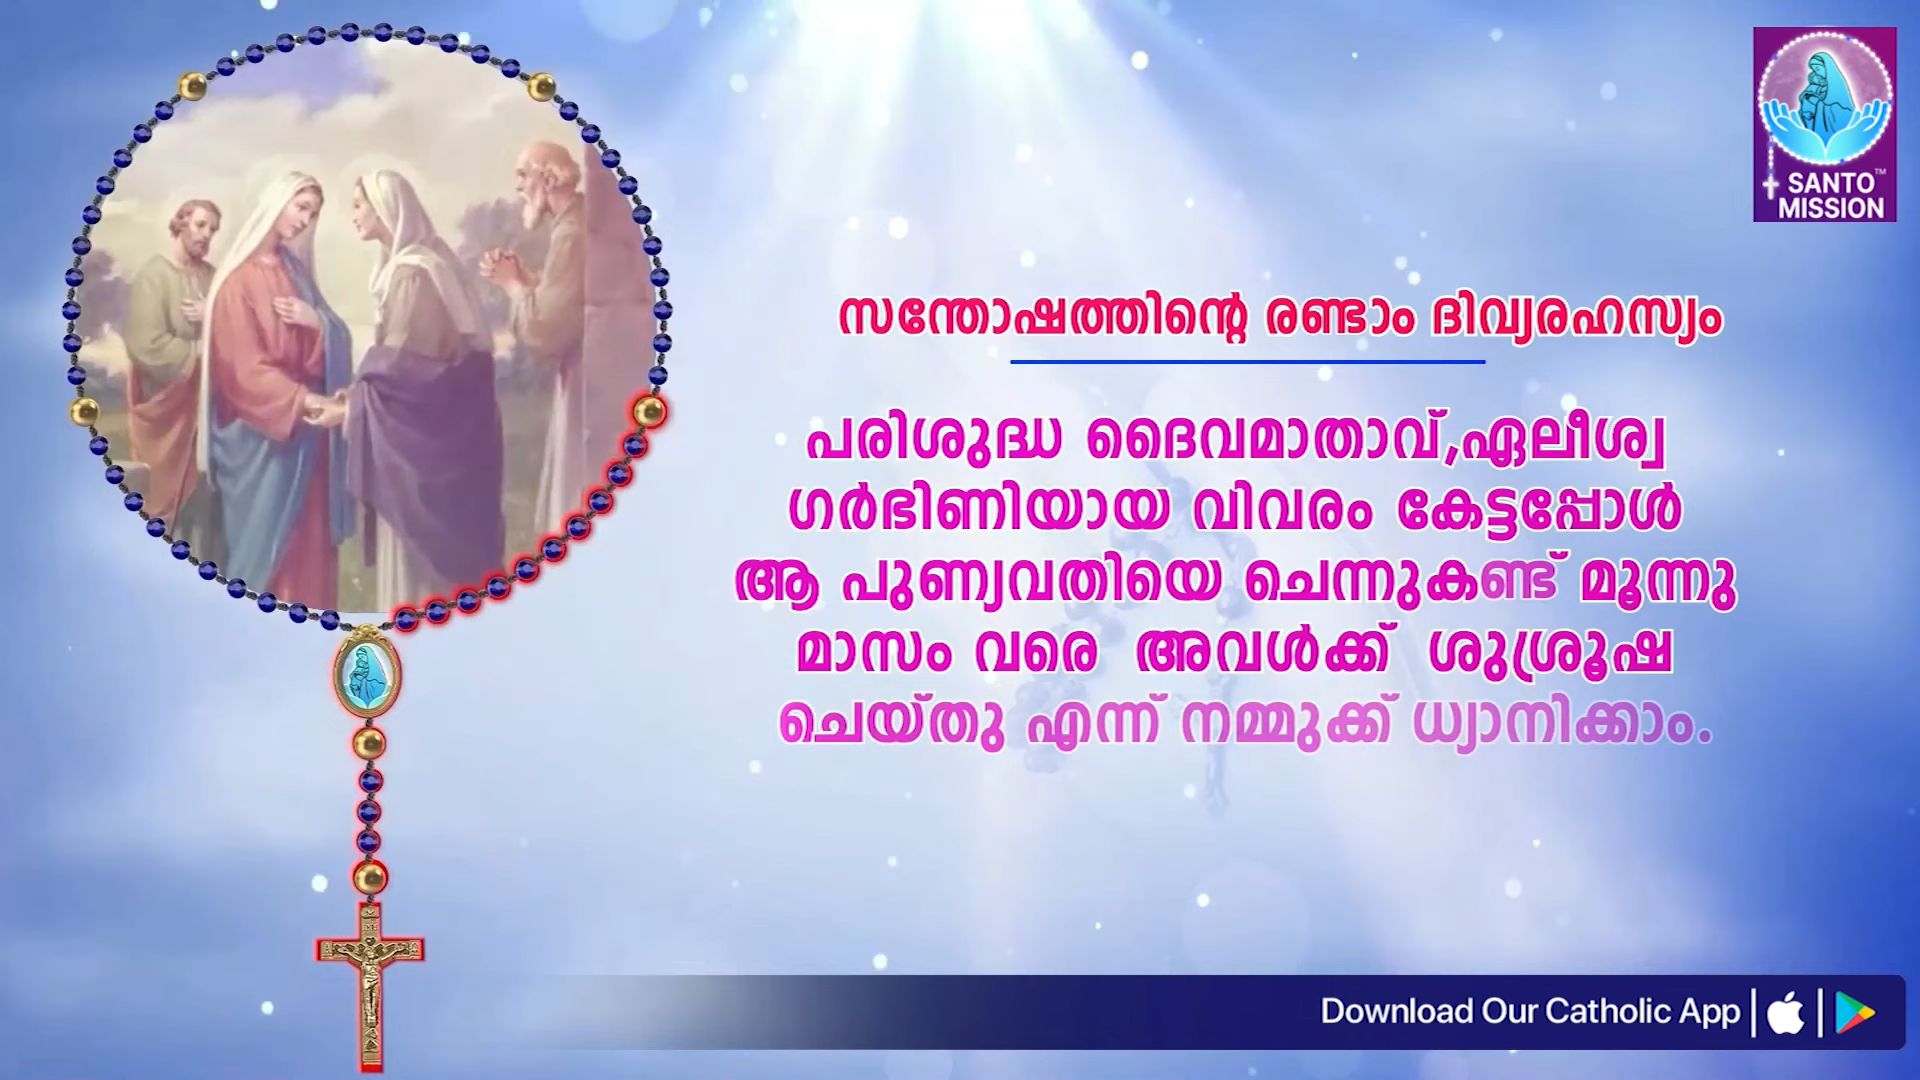 SANTO™
MISSION
സന്തോഷത്തിന്റെ രണ്ടാം ദിവ്യരഹസ്യം
പരിശുദ്ധ ദൈവമാതാവ്,ഏലീശ്വ
ഗർഭിണിയായ വിവരം കേട്ടപ്പോൾ
ആ പുണ്യവതിയെ ചെന്നുകണ്ട് മൂന്നു
മാസം വരെ അവൾക്ക് ശുശ്രൂഷ
ചെയ്തു എന്ന് നമ്മുക്ക് ധ്യാനിക്കാം.
Download Our Catholic App